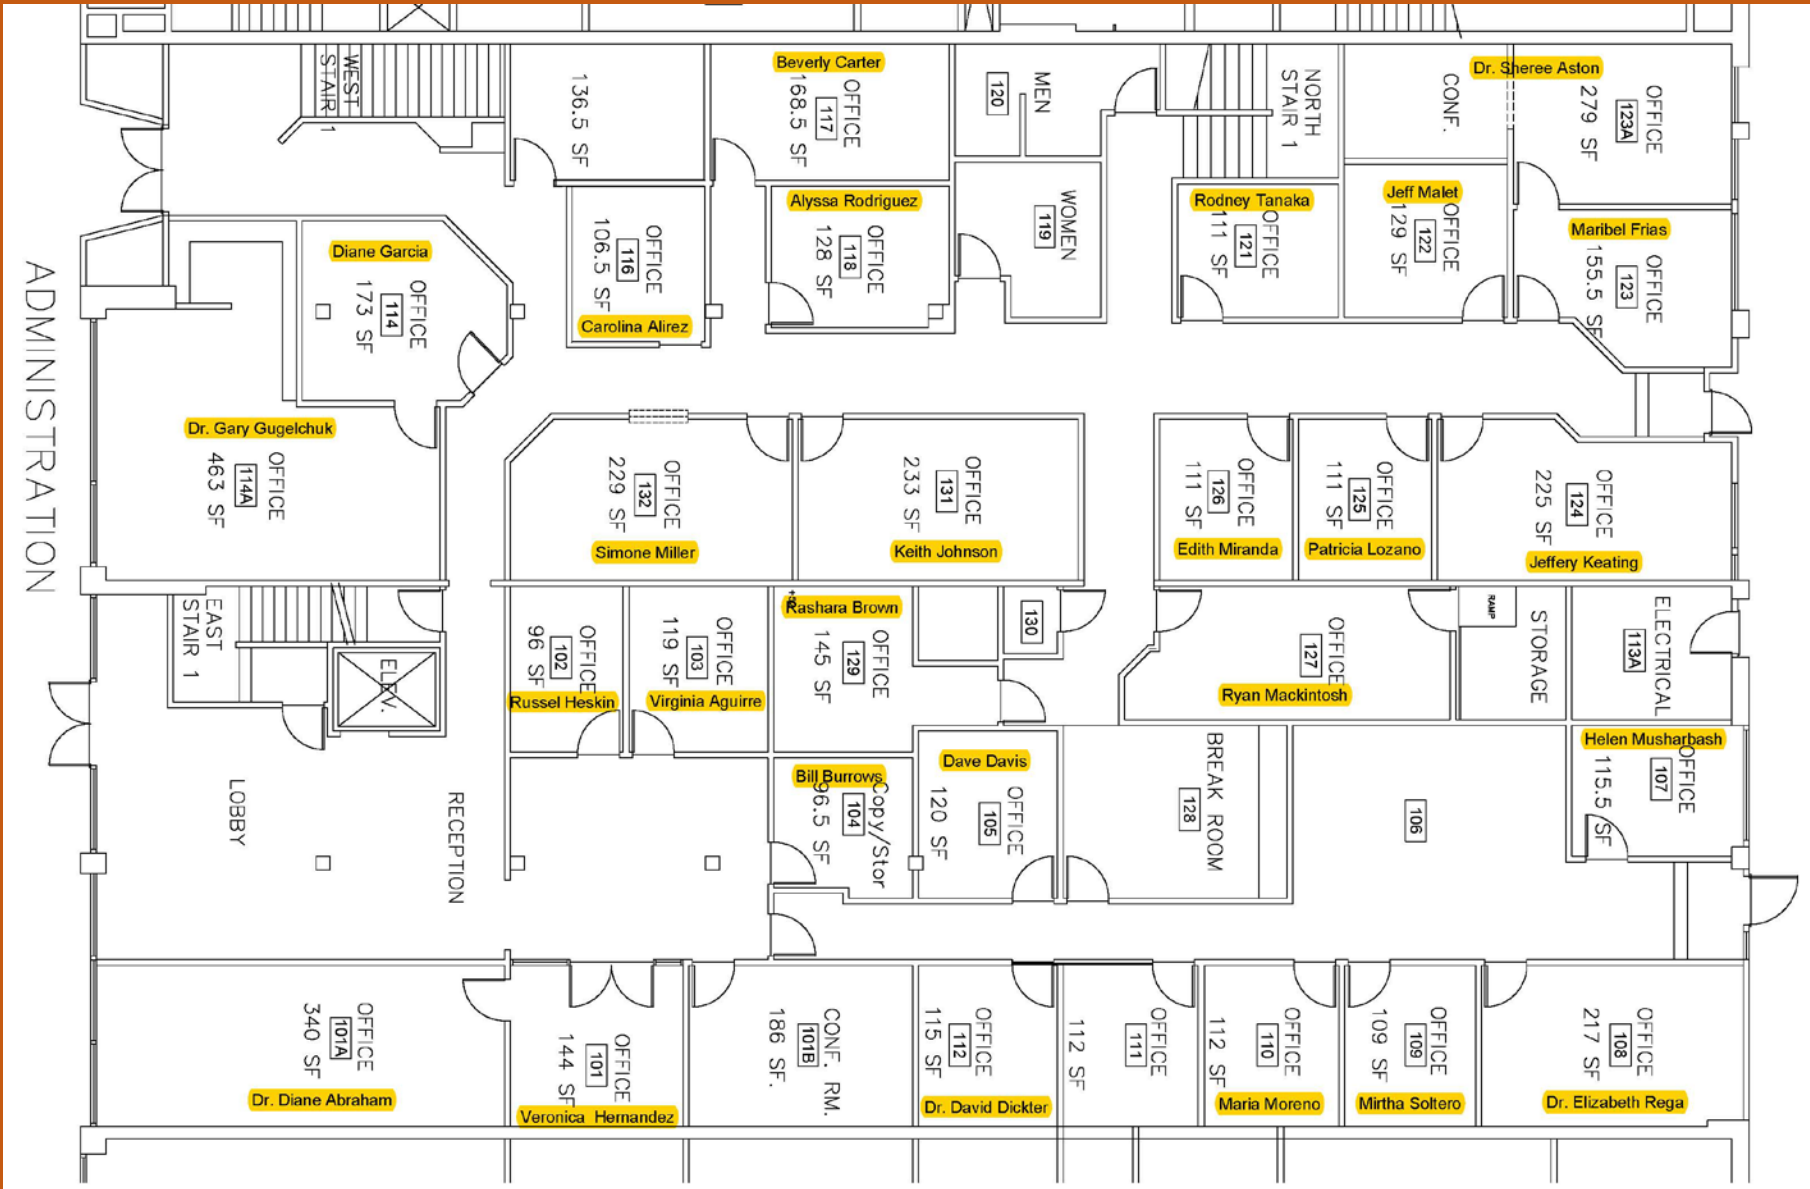 ADMINISTRATION
WEST
STAIR 1
136.5 SF
Beverly Carter
OFFICE
117
168.5 SF
MEN
120
NORTH
STAIR 1
CONF.
Dr. Sheree Aston
OFFICE
123A
279 SF
Diane Garcia
OFFICE
114
173 SF
OFFICE
116
106.5 SF
Carolina Alirez
Alyssa Rodriguez
OFFICE
118
128 SF
WOMEN
119
Rodney Tanaka
OFFICE
121
111 SF
Jeff Malet
OFFICE
122
129 SF
Maribel Frias
OFFICE
123
155.5 SF
Dr. Gary Gugelchuk
OFFICE
114A
463 SF
OFFICE
132
229 SF
Simone Miller
OFFICE
131
233 SF
Keith Johnson
OFFICE
126
111 SF
Edith Miranda
OFFICE
125
111 SF
Patricia Lozano
OFFICE
124
225 SF
Jeffery Keating
EAST
STAIR 1
ELEV.
OFFICE
102
96 SF
Russel Heskin
OFFICE
103
119 SF
Virginia Aguirre
Rashara Brown
OFFICE
129
145 SF
130
OFFICE
127
Ryan Mackintosh
RAMP
STORAGE
ELECTRICAL
113A
LOBBY
RECEPTION
Bill Burrows
Copy/Stor
104
96.5 SF
Dave Davis
OFFICE
105
120 SF
BREAK ROOM
128
106
Helen Musharbash
OFFICE
107
115.5 SF
OFFICE
101A
340 SF
Dr. Diane Abraham
OFFICE
101
144 SF
Veronica Hernandez
CONF. RM.
101B
186 SF.
OFFICE
112
115 SF
Dr. David Dickter
OFFICE
111
112 SF
OFFICE
110
112 SF
Maria Moreno
OFFICE
109
109 SF
Mirtha Soltero
OFFICE
108
217 SF
Dr. Elizabeth Rega